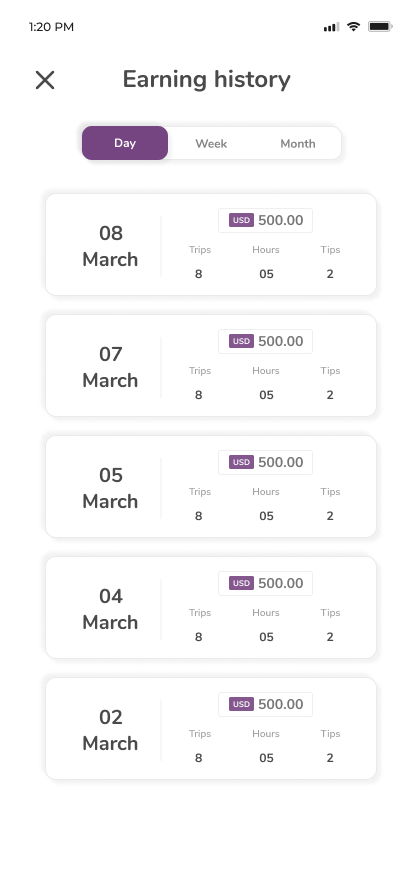 1:20 PM
Earning history
Day Week Month
08
March
USD 500.00
Trips Hours Tips
8 05 2
07
March
USD 500.00
Trips Hours Tips
8 05 2
05
March
USD 500.00
Trips Hours Tips
8 05 2
04
March
USD 500.00
Trips Hours Tips
8 05 2
02
March
USD 500.00
Trips Hours Tips
8 05 2